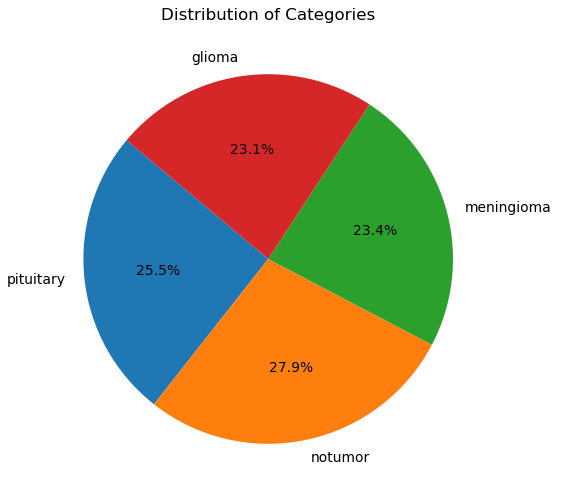 Distribution of Categories
glioma
23.1%
meningioma
23.4%
pituitary
25.5%
27.9%
notumor